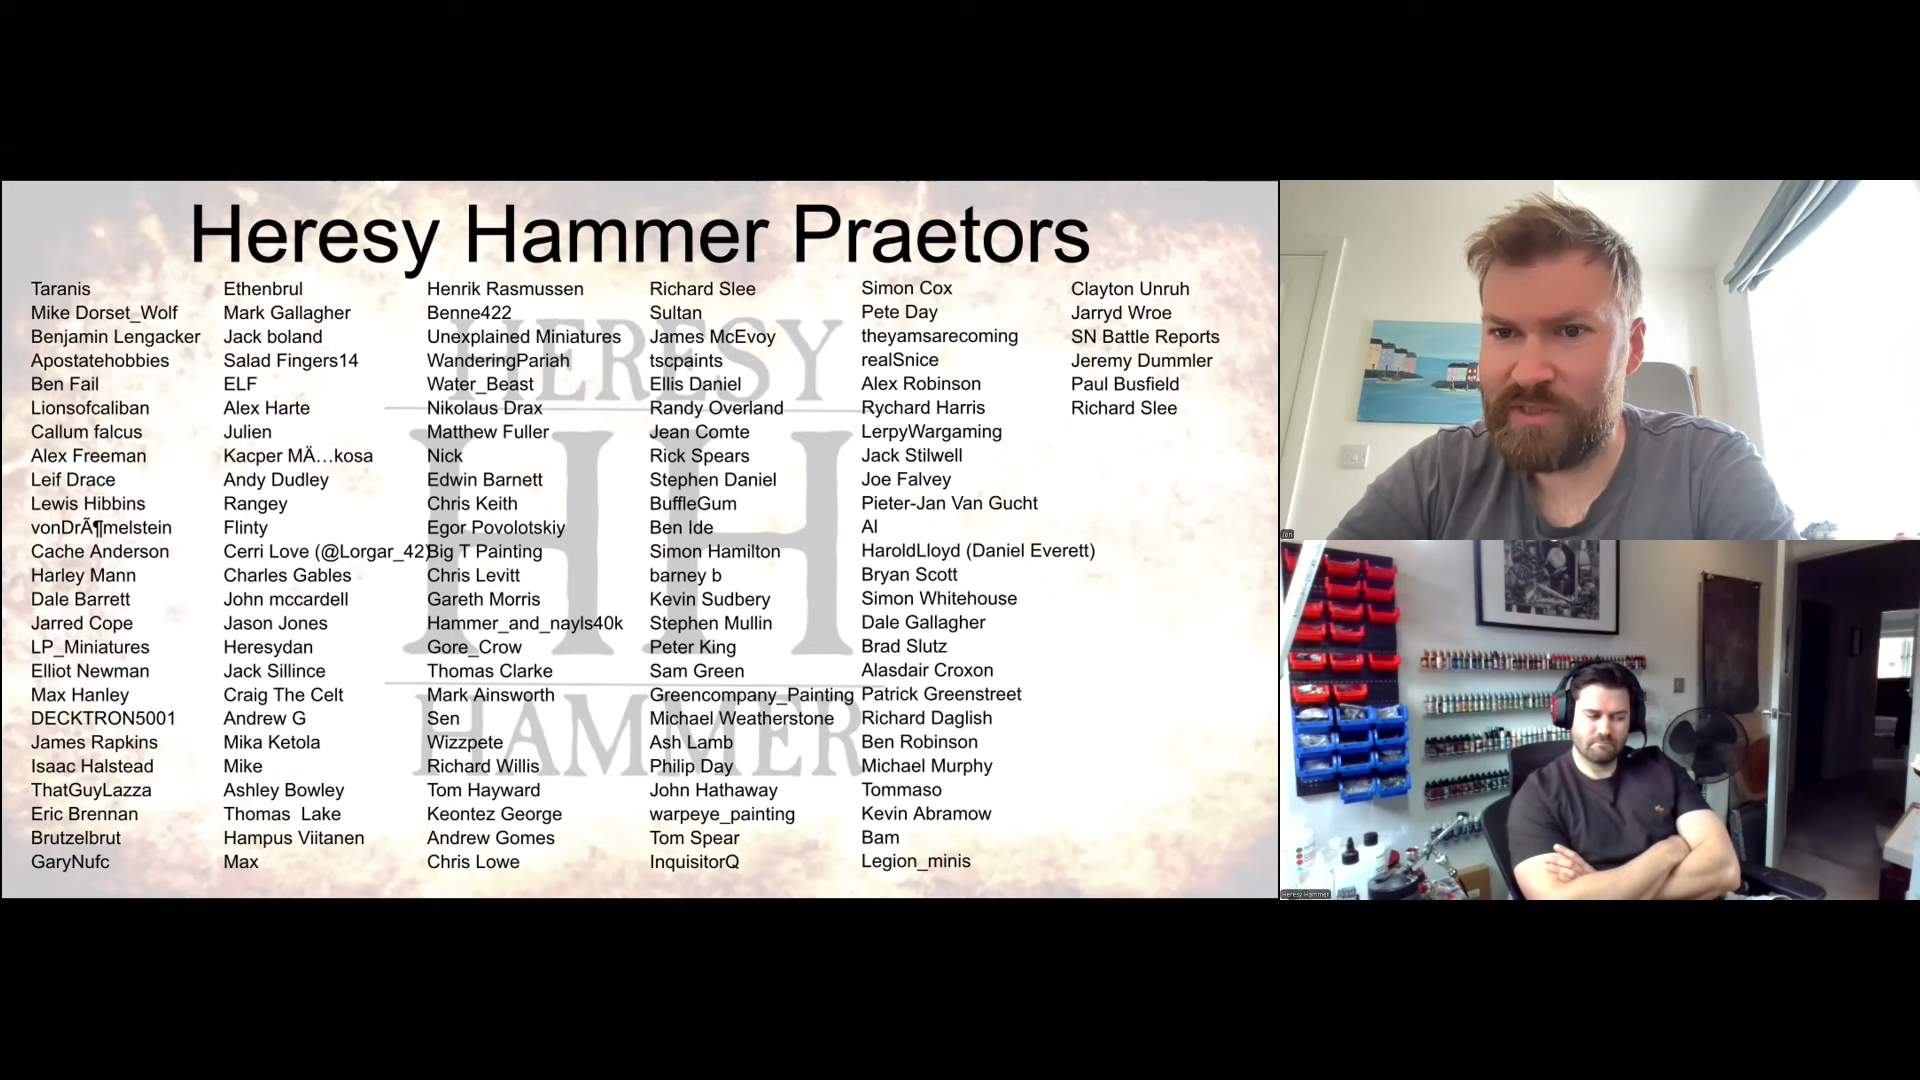 Heresy Hammer Praetors
Taranis
Mike Dorset_Wolf
Benjamin Lengacker
Apostatehobbies
Ben Fail
Lionsofcaliban
Callum falcus
Alex Freeman
Leif Drace
Lewis Hibbins
vonDrÃ¶melstein
Cache Anderson
Harley Mann
Dale Barrett
Jarred Cope
LP_Miniatures
Elliot Newman
Max Hanley
DECKTRON5001
James Rapkins
Isaac Halstead
ThatGuyLazza
Eric Brennan
Brutzelbrut
GaryNufc
Ethenbrul
Mark Gallagher
Jack boland
Salad Fingers14
ELF
Alex Harte
Julien
Kacper MÄ…kosa
Andy Dudley
Rangey
Flinty
Cerri Love (@Lorgar_42)
Charles Gables
John mccardell
Jason Jones
Heresydan
Jack Sillince
Craig The Celt
Andrew G
Mika Ketola
Mike
Ashley Bowley
Thomas  Lake
Hampus Viitanen
Max
Henrik Rasmussen
Benne422
Unexplained Miniatures
WanderingPariah
Water_Beast
Nikolaus Drax
Matthew Fuller
Nick
Edwin Barnett
Chris Keith
Egor Povolotskiy
Big T Painting
Chris Levitt
Gareth Morris
Hammer_and_nayls40k
Gore_Crow
Thomas Clarke
Mark Ainsworth
Sen
Wizzpete
Richard Willis
Tom Hayward
Keontez George
Andrew Gomes
Chris Lowe
Richard Slee
Sultan
James McEvoy
tscpaints
Ellis Daniel
Randy Overland
Jean Comte
Rick Spears
Stephen Daniel
BuffleGum
Ben Ide
Simon Hamilton
barney b
Kevin Sudbery
Stephen Mullin
Peter King
Sam Green
Greencompany_Painting
Michael Weatherstone
Ash Lamb
Philip Day
John Hathaway
warpeye_painting
Tom Spear
InquisitorQ
Simon Cox
Pete Day
theyamsarecoming
realSnice
Alex Robinson
Rychard Harris
LerpyWargaming
Jack Stilwell
Joe Falvey
Pieter-Jan Van Gucht
Al
HaroldLloyd (Daniel Everett)
Bryan Scott
Simon Whitehouse
Dale Gallagher
Brad Slutz
Alasdair Croxon
Patrick Greenstreet
Richard Daglish
Ben Robinson
Michael Murphy
Tommaso
Kevin Abramow
Bam
Legion_minis
Clayton Unruh
Jarryd Wroe
SN Battle Reports
Jeremy Dummler
Paul Busfield
Richard Slee
HERESY
HH
HAMMER
Jon
Heresy Hammer